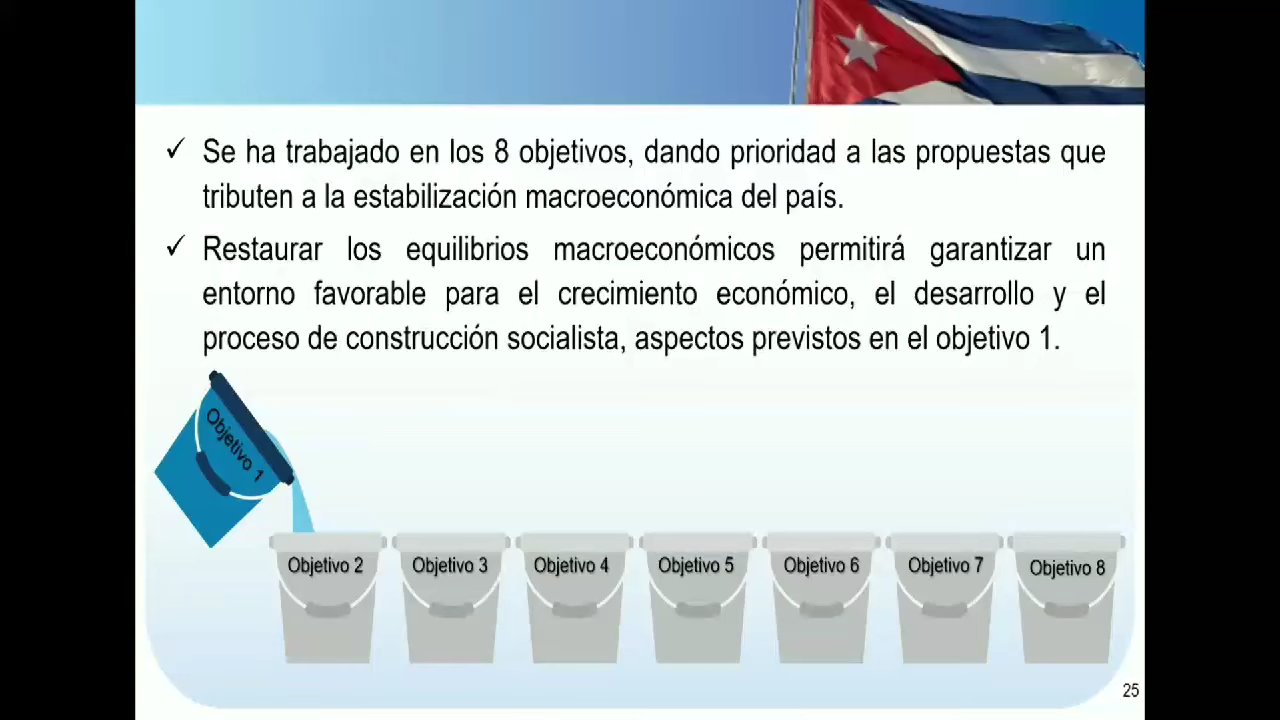 ✓ Se ha trabajado en los 8 objetivos, dando prioridad a las propuestas que
tributen a la estabilización macroeconómica del país.
✓ Restaurar los equilibrios macroeconómicos permitirá garantizar un
entorno favorable para el crecimiento económico, el desarrollo y el
proceso de construcción socialista, aspectos previstos en el objetivo 1.
Objetivo 1
Objetivo 2
Objetivo 3
Objetivo 4
Objetivo 5
Objetivo 6
Objetivo 7
Objetivo 8
25